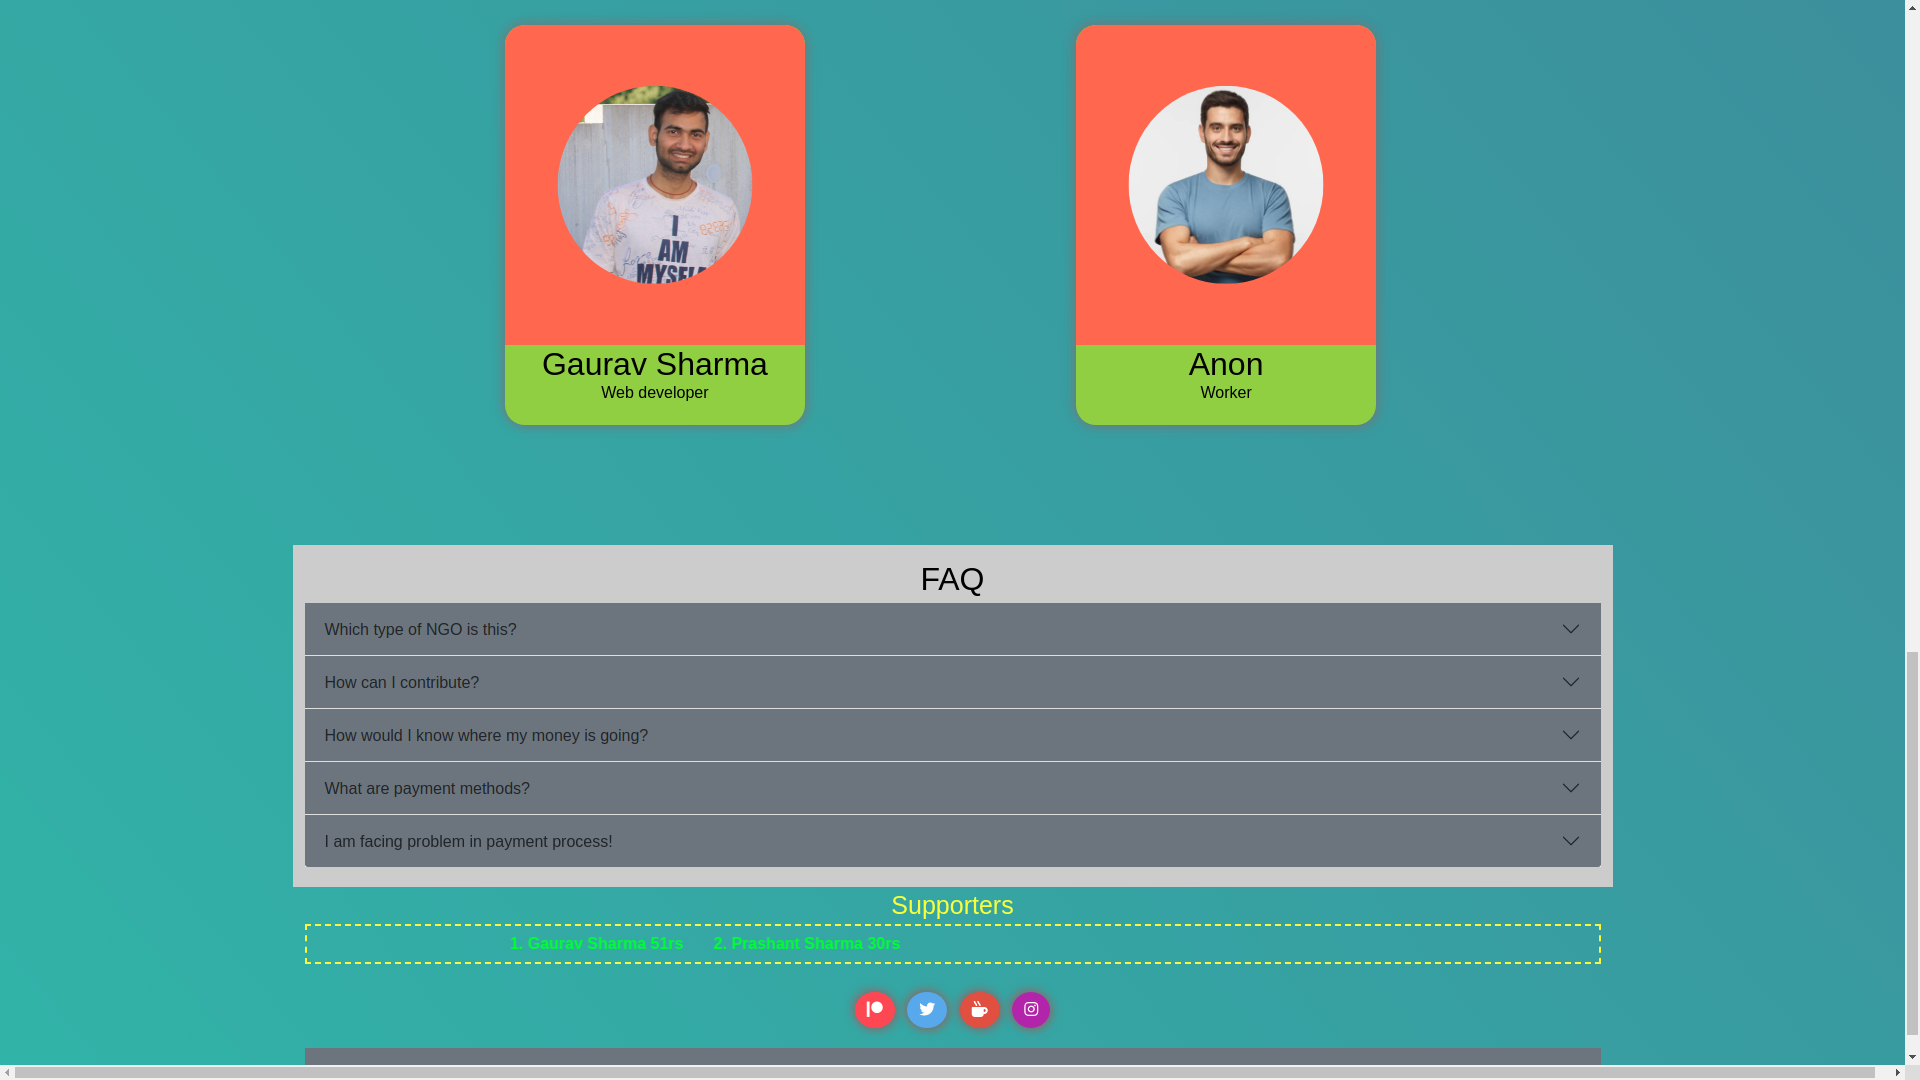 I
AM
MYSELF
Gaurav Sharma
Web developer
Anon
Worker
FAQ
Which type of NGO is this?
How can I contribute?
How would I know where my money is going?
What are payment methods?
I am facing problem in payment process!
Supporters
1. Gaurav Sharma 51rs 2. Prashant Sharma 30rs